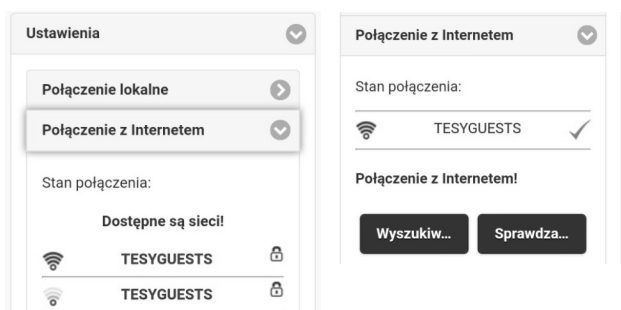 Ustawienia
Połączenie lokalne
Połączenie z Internetem
Stan połączenia:
Dostępne są sieci!
TESYGUESTS
TESYGUESTS
Połączenie z Internetem
Stan połączenia:
TESYGUESTS
Połączenie z Internetem!
Wyszukiw... Sprawdza...